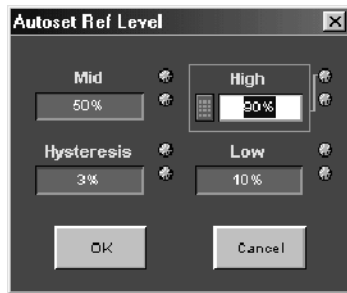 Autoset Ref Level
Mid
High
50%
90%
Hysteresis
Low
3%
10%
OK
Cancel